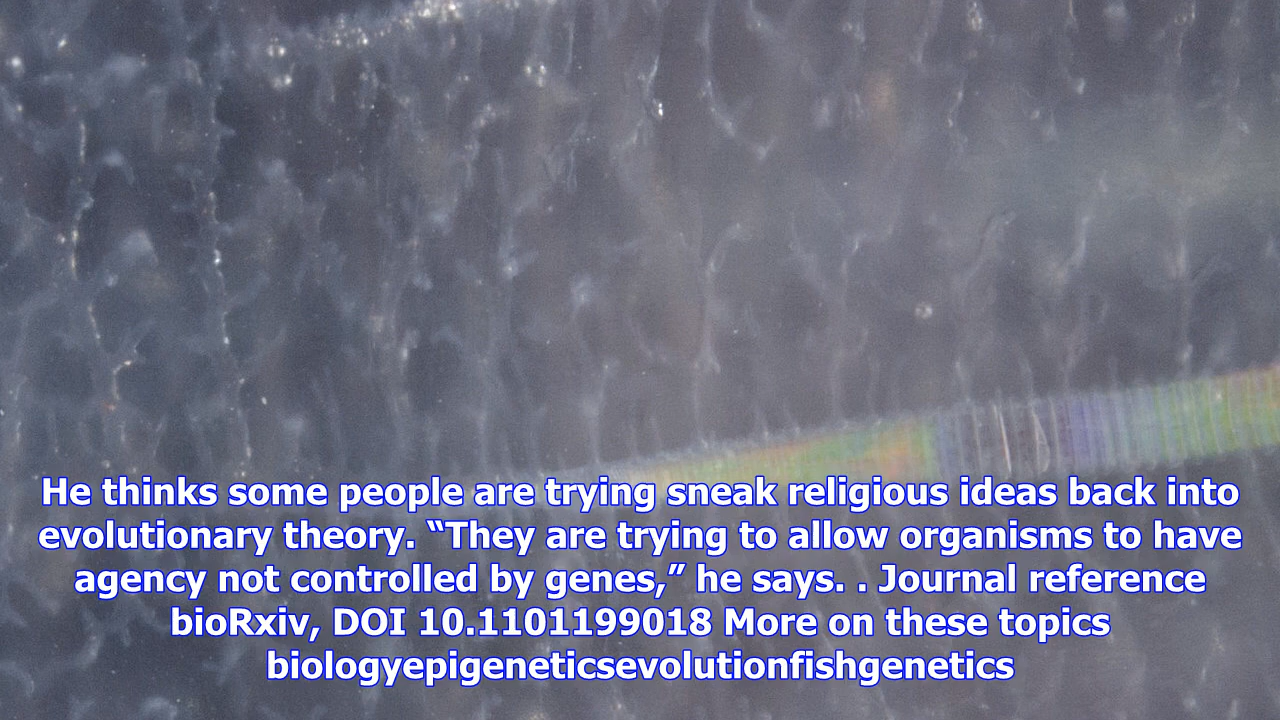 He thinks some people are trying sneak religious ideas back into
evolutionary theory. “They are trying to allow organisms to have
agency not controlled by genes,” he says. . Journal reference
bioRxiv, DOI 10.1101199018 More on these topics
biologyepigeneticsevolutionfishgenetics